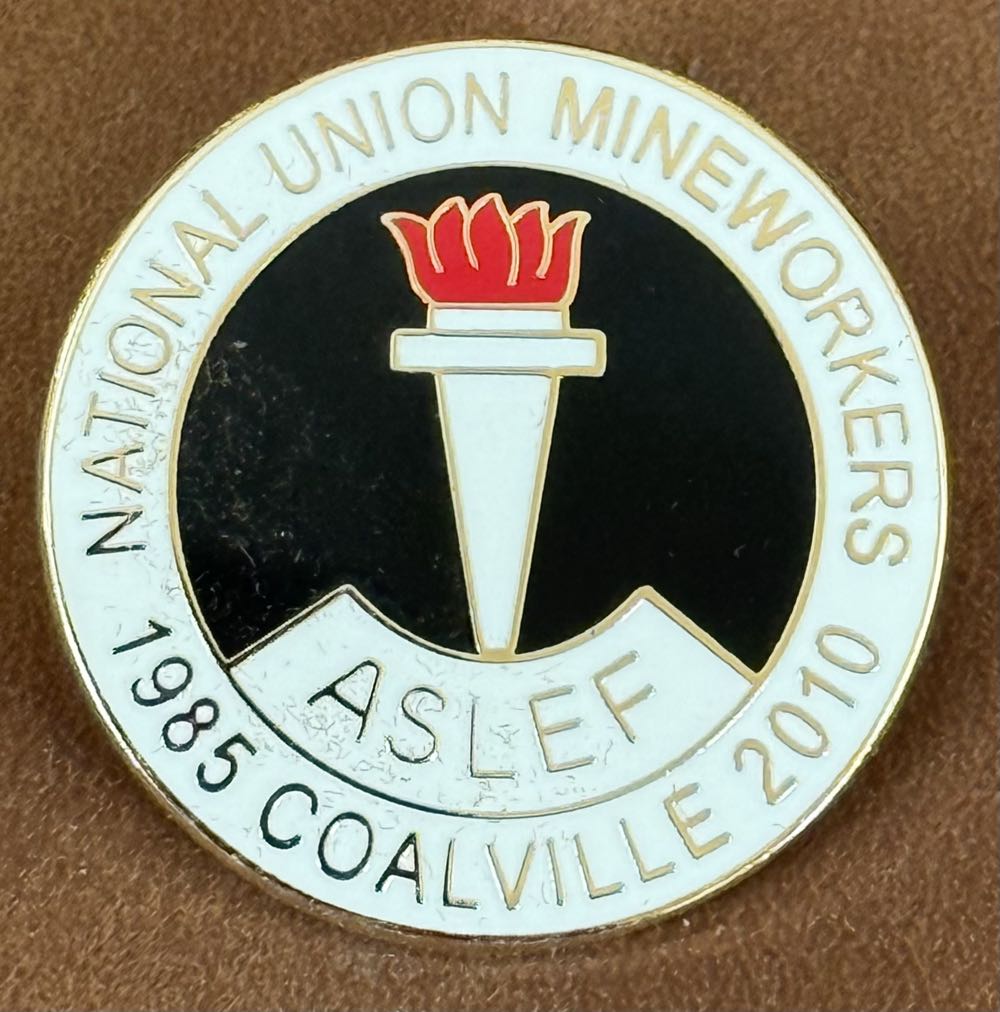 NATIONAL UNION MINEWORKERS
ASLEF
1985 COALVILLE 2010